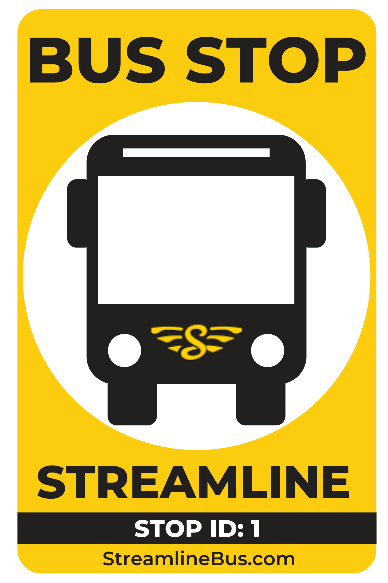 BUS STOP
S
STREAMLINE
STOP ID: 1
StreamlineBus.com